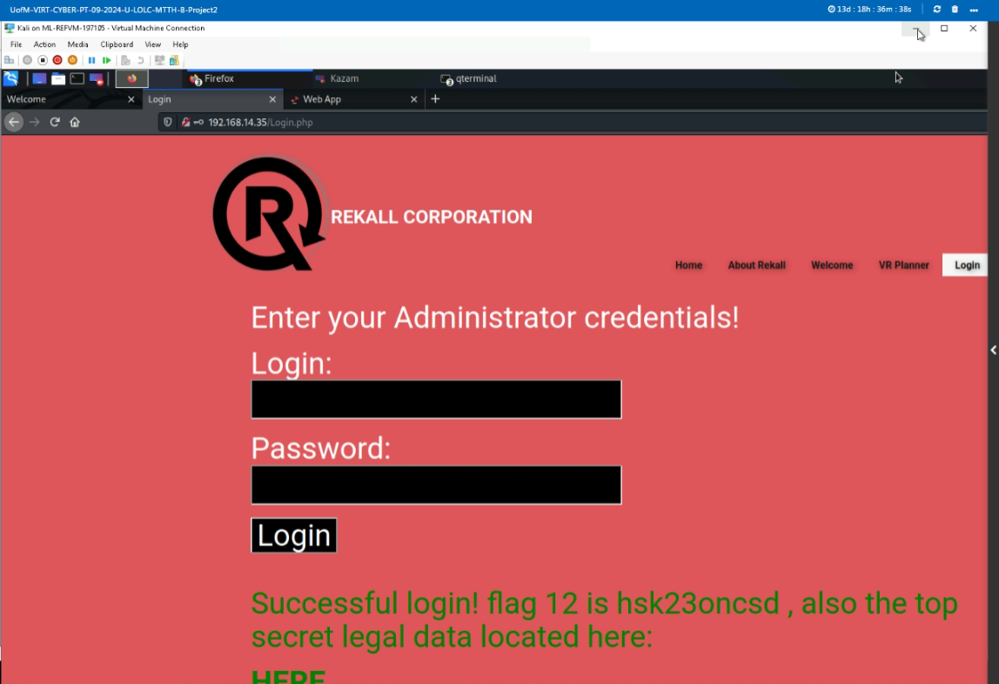 UofM-VIRT-CYBER-PT-09-2024-U-LOLC-MTTH-B-Project2 13d : 18h : 36m : 38s
Kali on ML-REFVM-197105 - Virtual Machine Connection
File Action Media Clipboard View Help
3 Firefox Kazam 3 qterminal
Welcome Login Web App
192.168.14.35/Login.php
R
REKALL CORPORATION
Home About Rekall Welcome VR Planner Login
Enter your Administrator credentials!
Login:
Password:
Login
Successful login! flag 12 is hsk23oncsd , also the top
secret legal data located here:
HERE